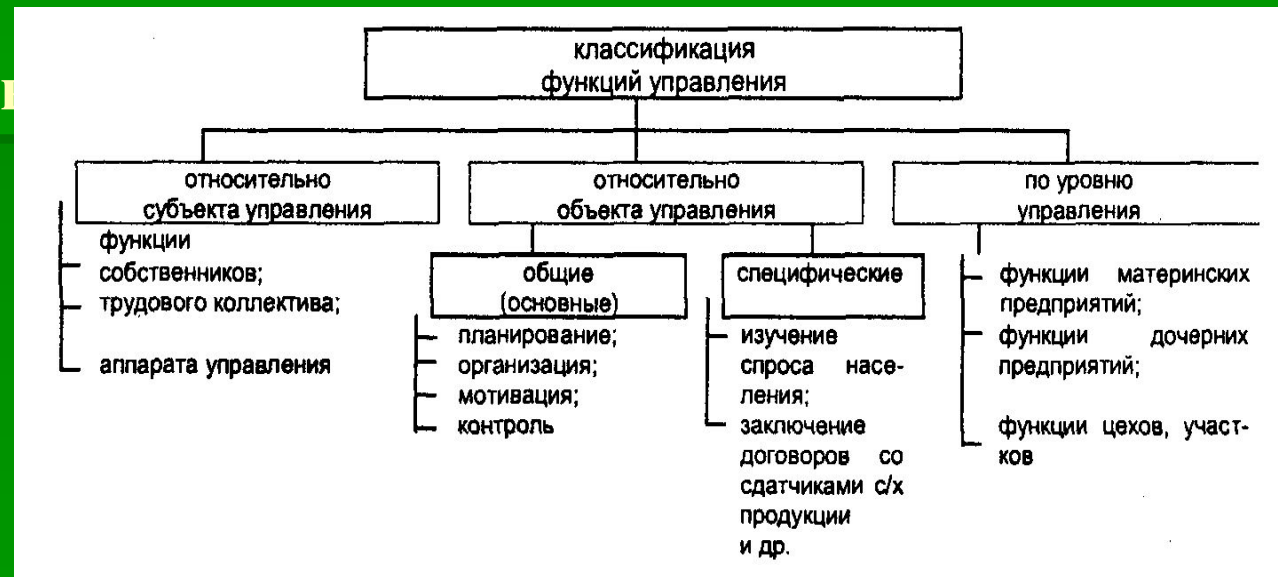 классификация
функций управления
относительно
субъекта управления
функции
собственников;
трудового коллектива;
аппарата управления
относительно
объекта управления
общие
(основные)
планирование;
организация;
мотивация;
контроль
специфические
изучение
спроса насе-
ления;
заключение
договоров со
сдатчиками с/х
продукции
и др.
по уровню
управления
функции материнских
предприятий;
функции дочерних
предприятий;
функции цехов, участ-
ков